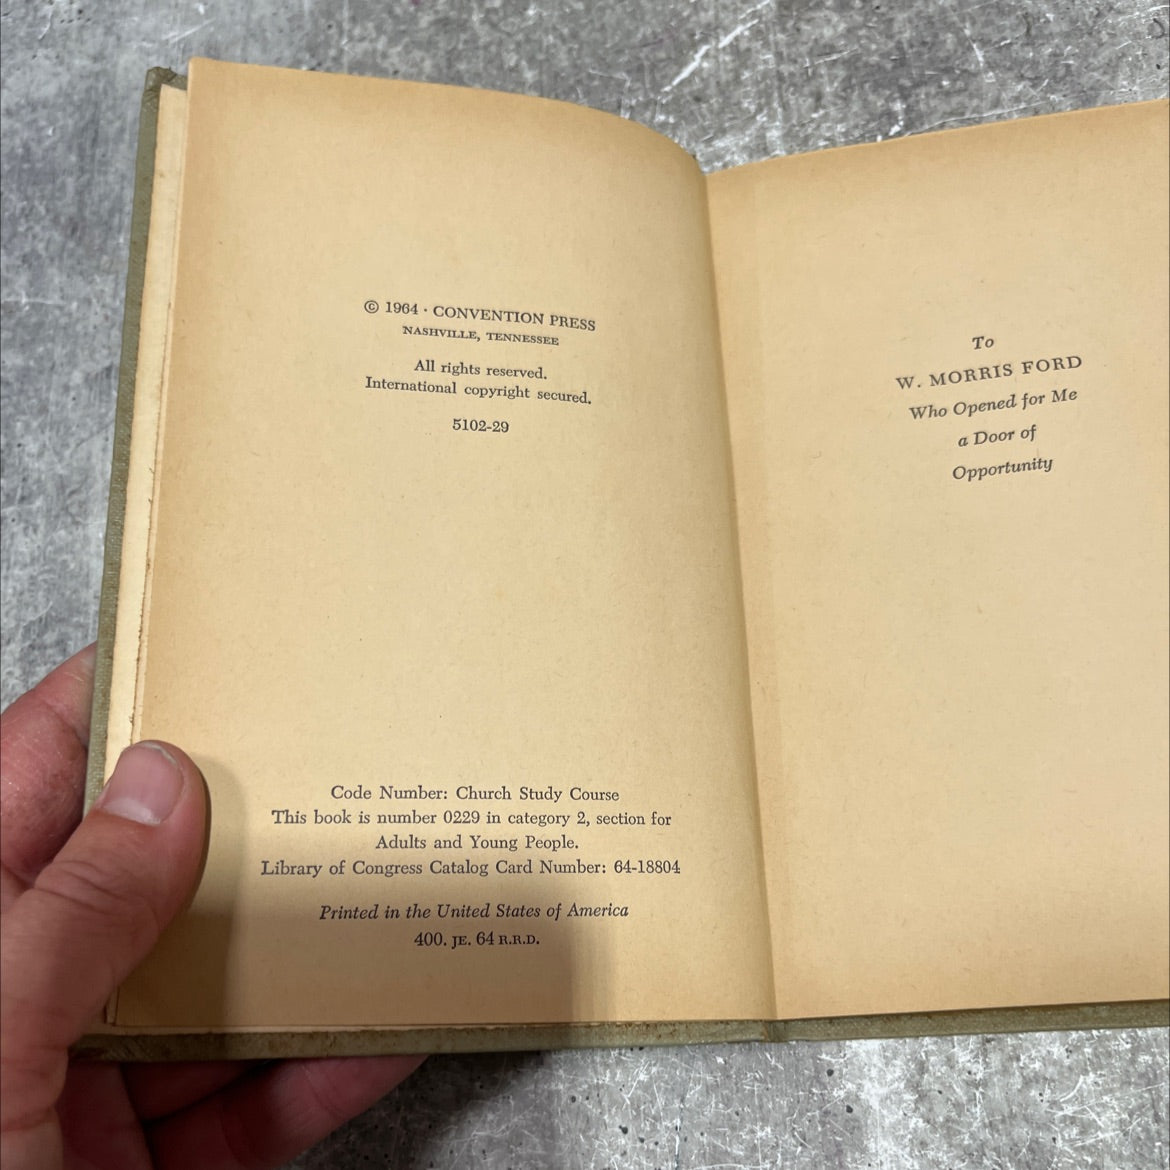 © 1964 · CONVENTION PRESS
NASHVILLE, TENNESSEE
All rights reserved.
International copyright secured.
5102-29
Code Number: Church Study Course
This book is number 0229 in category 2, section for
Adults and Young People.
Library of Congress Catalog Card Number: 64-18804
Printed in the United States of America
400. JE. 64 R.R.D.
To
W. MORRIS FORD
Who Opened for Me
a Door of
Opportunity